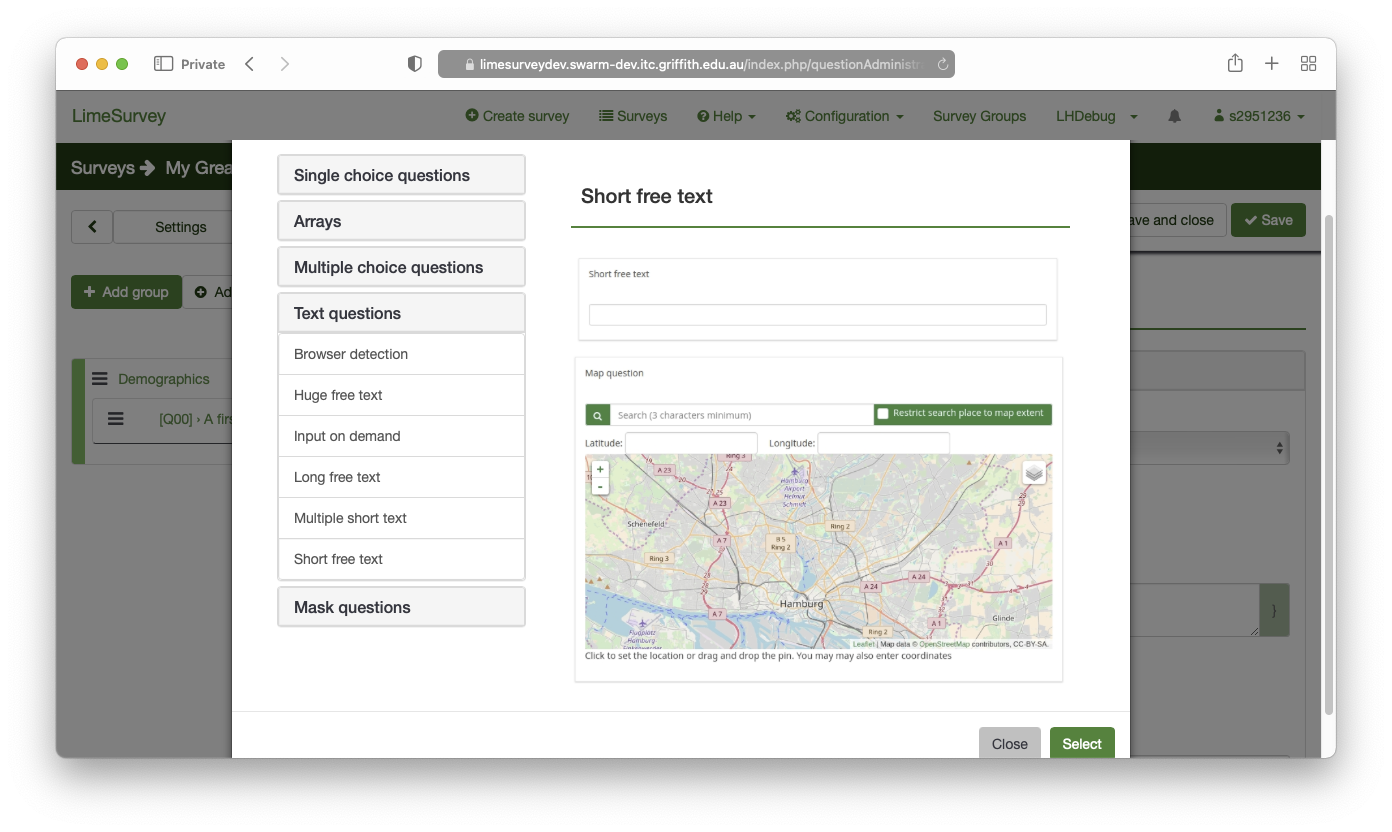 Private
limesurveydev.swarm-dev.itc.griffith.edu.au/index.php/questionAdministr
LimeSurvey
Create survey
Surveys
Help
Configuration
Survey Groups
LHDebug
s2951236
Surveys
My Grea
Settings
ave and close
Save
Add group
Ad
Demographics
[Q00] › A firs
Single choice questions
Arrays
Multiple choice questions
Text questions
Browser detection
Huge free text
Input on demand
Long free text
Multiple short text
Short free text
Mask questions
Short free text
Short free text
Map question
Search (3 characters minimum)
Restrict search place to map extent
Latitude:
Longitude:
+
-
Ring 3
A 23
24
Hamburg
Airport
Helmut
Schmidt
A 23
Schenefeld
Ring 2
A 7
B 5
Ring 2
A 1
Ring 3
A 24
A 24
Hamburg
A 7
A 1
Glinde
Flugplatz
Hamburg
Ring 2
Leaflet | Map data © OpenStreetMap contributors, CC-BY-SA.
Click to set the location or drag and drop the pin. You may may also enter coordinates
}
Close
Select